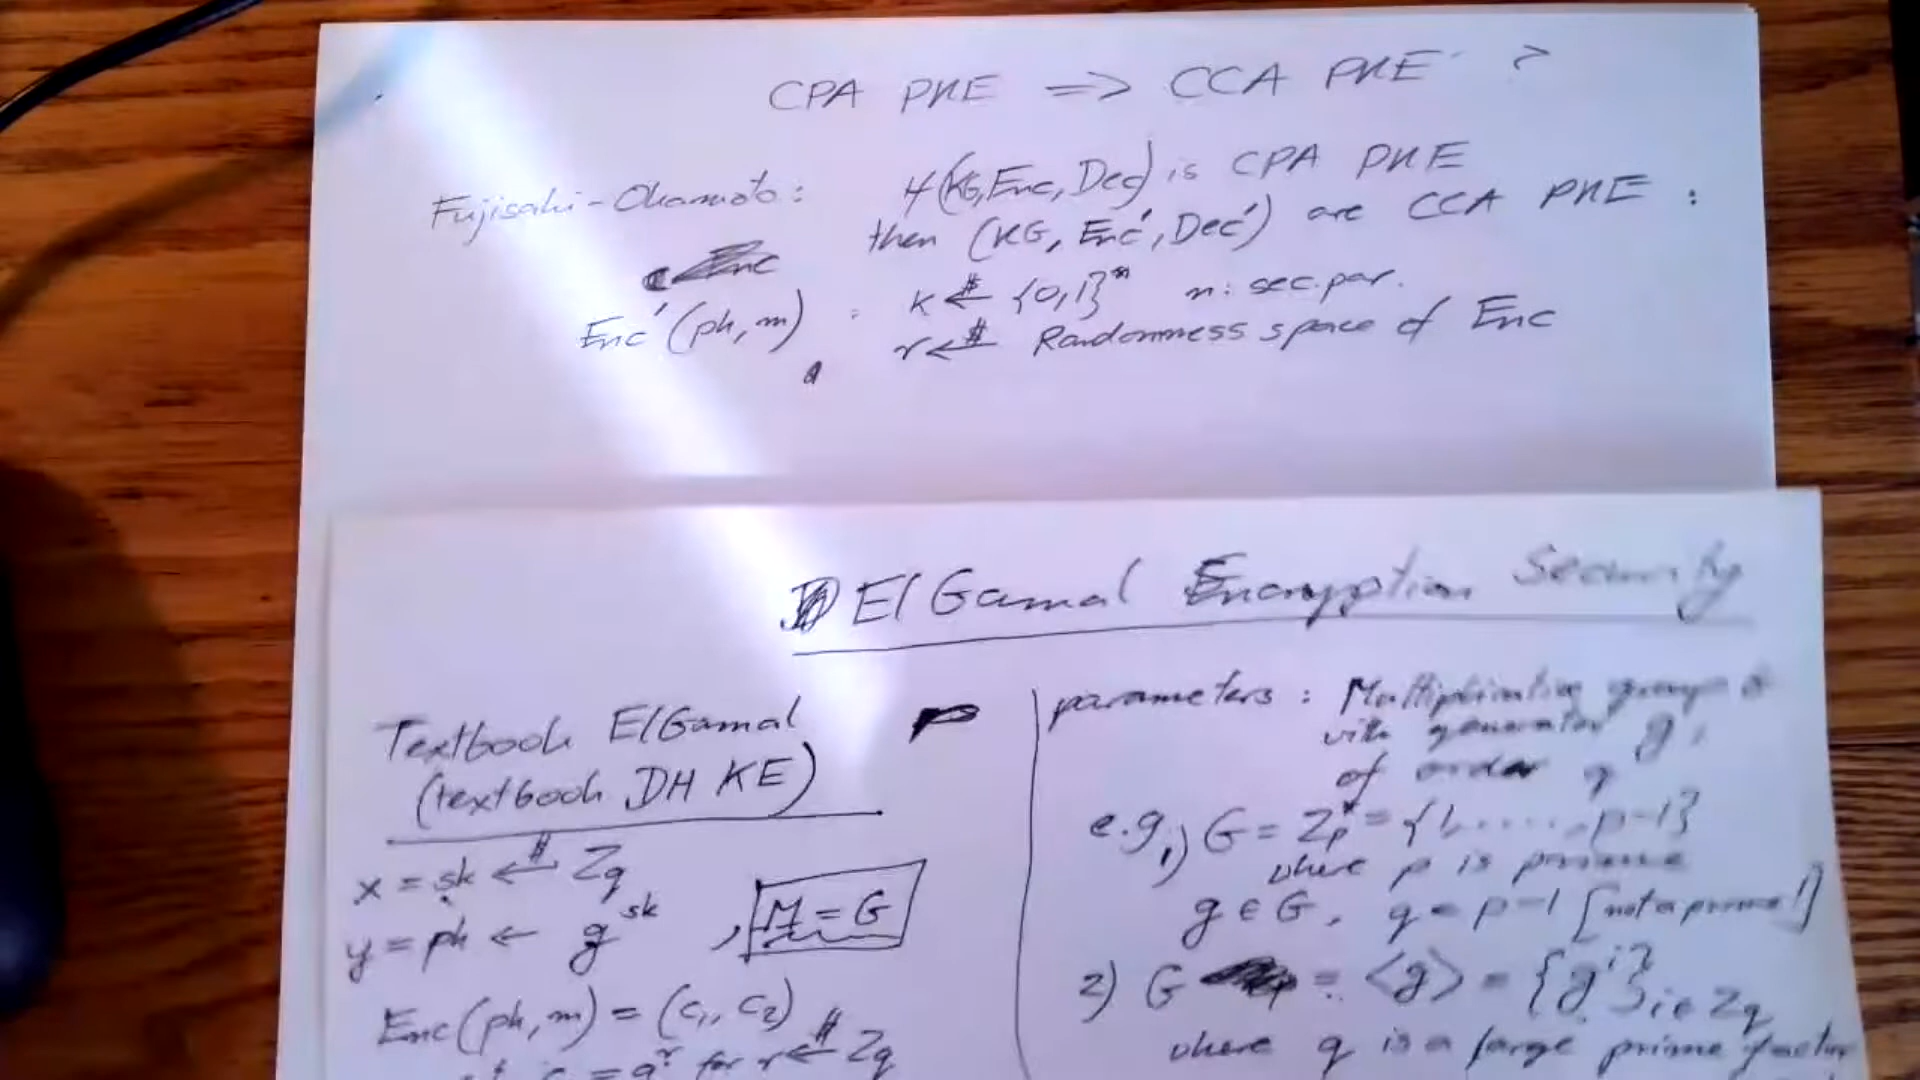 CPA PKE => CCA PKE ?
Fujisaki-Okamoto: If (KG, Enc, Dec) is CPA PKE
then (KG, Enc', Dec') are CCA PKE :
Enc
Enc'(pk, m) : k <-$ {0,1}^n n: sec.par.
r <-$ Randomness space of Enc
ElGamal Encryption Security
Textbook ElGamal
(textbook DH KE)
x = sk <-$ Zq
y = pk <- g^sk , M = G
Enc(pk, m) = (c1, c2)
= g^r for r <-$ Zq
parameters : Multiplicative group G
with generator g,
of order q
e.g. 1) G = Zp* = {1,.....,p-1}
where p is prime
g ∈ G, q = p-1 [not a prime!]
2) G = <g> = {g^i} i ∈ Zq
where q is a large prime factor